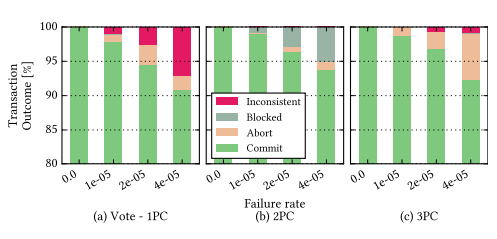 100
95
90
85
80
Transaction
Outcome [%]
Inconsistent
Blocked
Abort
Commit
0.0 1e-05 2e-05 4e-05
0.0 1e-05 2e-05 4e-05
0.0 1e-05 2e-05 4e-05
Failure rate
(a) Vote - 1PC
(b) 2PC
(c) 3PC